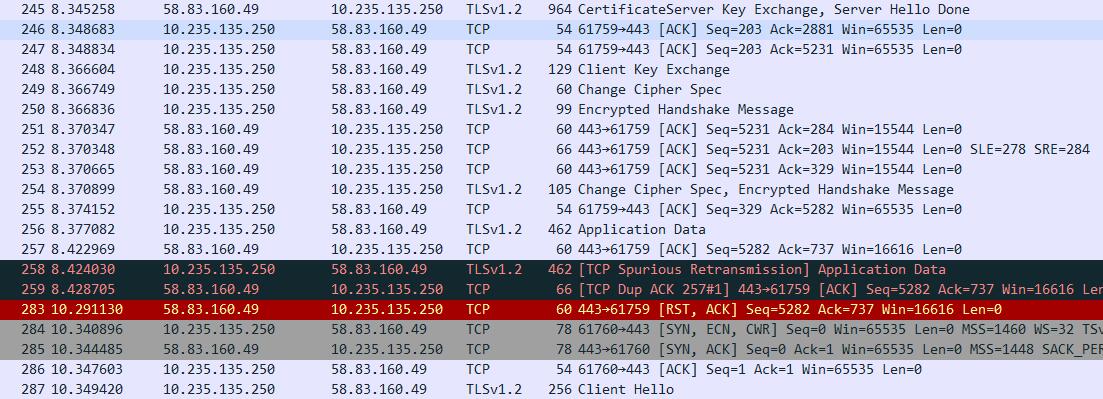 245 8.345258 58.83.160.49 10.235.135.250 TLSv1.2 964 CertificateServer Key Exchange, Server Hello Done
246 8.348683 10.235.135.250 58.83.160.49 TCP 54 61759→443 [ACK] Seq=203 Ack=2881 Win=65535 Len=0
247 8.348834 10.235.135.250 58.83.160.49 TCP 54 61759→443 [ACK] Seq=203 Ack=5231 Win=65535 Len=0
248 8.366604 10.235.135.250 58.83.160.49 TLSv1.2 129 Client Key Exchange
249 8.366749 10.235.135.250 58.83.160.49 TLSv1.2 60 Change Cipher Spec
250 8.366836 10.235.135.250 58.83.160.49 TLSv1.2 99 Encrypted Handshake Message
251 8.370347 58.83.160.49 10.235.135.250 TCP 60 443→61759 [ACK] Seq=5231 Ack=284 Win=15544 Len=0
252 8.370348 58.83.160.49 10.235.135.250 TCP 66 443→61759 [ACK] Seq=5231 Ack=203 Win=15544 Len=0 SLE=278 SRE=284
253 8.370665 58.83.160.49 10.235.135.250 TCP 60 443→61759 [ACK] Seq=5231 Ack=329 Win=15544 Len=0
254 8.370899 58.83.160.49 10.235.135.250 TLSv1.2 105 Change Cipher Spec, Encrypted Handshake Message
255 8.374152 10.235.135.250 58.83.160.49 TCP 54 61759→443 [ACK] Seq=329 Ack=5282 Win=65535 Len=0
256 8.377082 10.235.135.250 58.83.160.49 TLSv1.2 462 Application Data
257 8.422969 58.83.160.49 10.235.135.250 TCP 60 443→61759 [ACK] Seq=5282 Ack=737 Win=16616 Len=0
258 8.424030 10.235.135.250 58.83.160.49 TLSv1.2 462 [TCP Spurious Retransmission] Application Data
259 8.428705 58.83.160.49 10.235.135.250 TCP 66 [TCP Dup ACK 257#1] 443→61759 [ACK] Seq=5282 Ack=737 Win=16616 Len
283 10.291130 58.83.160.49 10.235.135.250 TCP 60 443→61759 [RST, ACK] Seq=5282 Ack=737 Win=16616 Len=0
284 10.340896 10.235.135.250 58.83.160.49 TCP 78 61760→443 [SYN, ECN, CWR] Seq=0 Win=65535 Len=0 MSS=1460 WS=32 TSv
285 10.344485 58.83.160.49 10.235.135.250 TCP 78 443→61760 [SYN, ACK] Seq=0 Ack=1 Win=65535 Len=0 MSS=1448 SACK_PER
286 10.347603 10.235.135.250 58.83.160.49 TCP 54 61760→443 [ACK] Seq=1 Ack=1 Win=65535 Len=0
287 10.349420 10.235.135.250 58.83.160.49 TLSv1.2 256 Client Hello